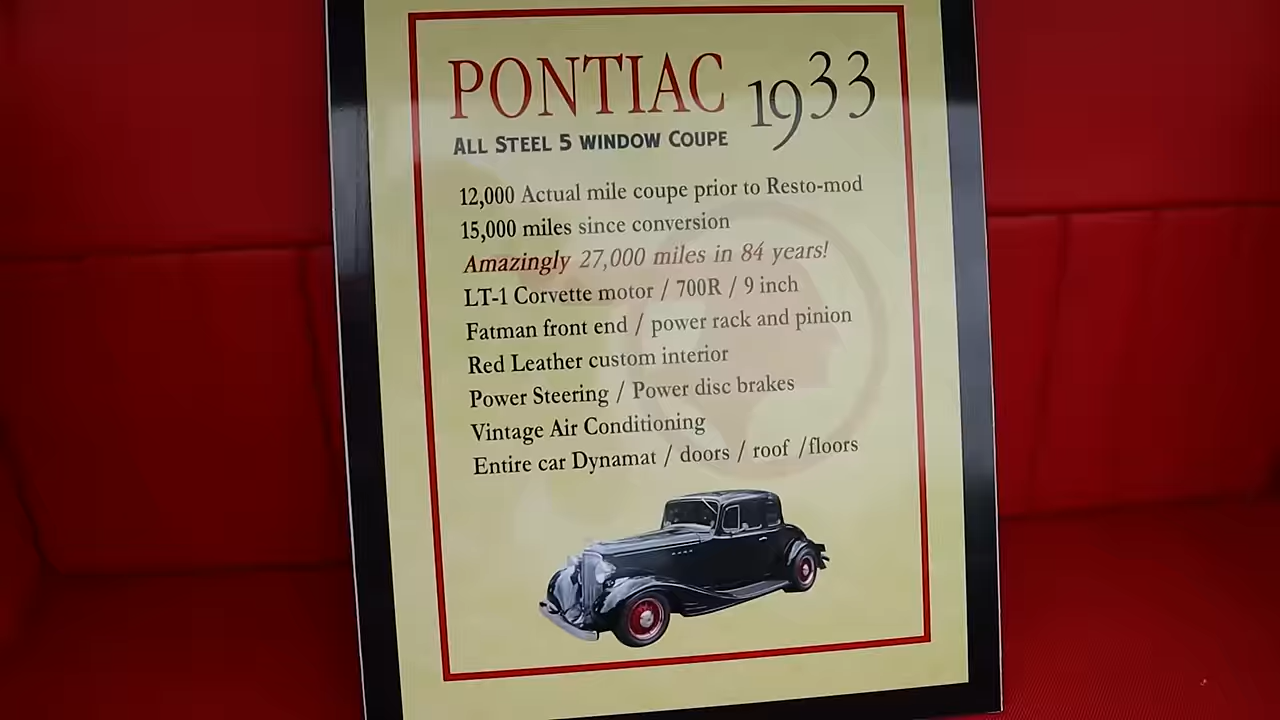 PONTIAC 1933
ALL STEEL 5 WINDOW COUPE
12,000 Actual mile coupe prior to Resto-mod
15,000 miles since conversion
Amazingly 27,000 miles in 84 years!
LT-1 Corvette motor / 700R / 9 inch
Fatman front end / power rack and pinion
Red Leather custom interior
Power Steering / Power disc brakes
Vintage Air Conditioning
Entire car Dynamat / doors / roof /floors